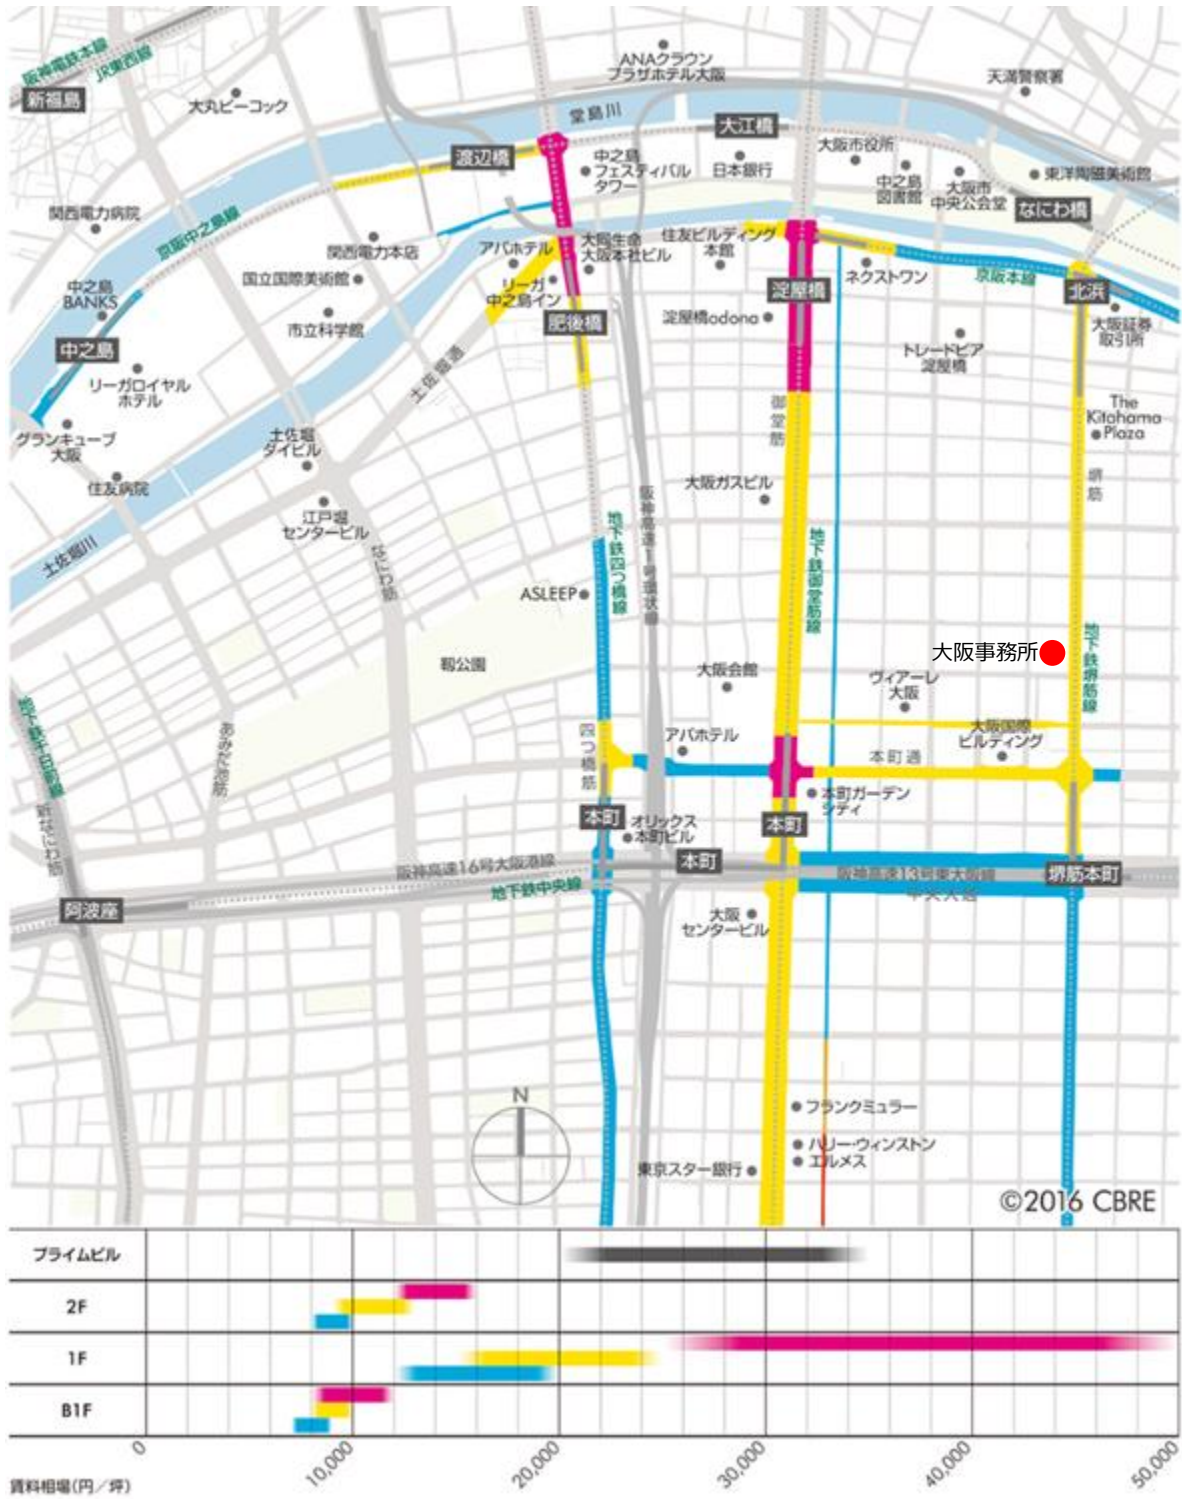 阪神電鉄本線
JR東西線
新福島
大丸ピーコック
ANAクラウン
プラザホテル大阪
天満警察署
堂島川
大江橋
渡辺橋
中之島
フェスティバル
タワー
日本銀行
大阪市役所
中之島
図書館
大阪市
中央公会堂
東洋陶磁美術館
なにわ橋
関西電力病院
京阪中之島線
関西電力本店
アパホテル
大同生命
大阪本社ビル
住友ビルディング
本館
ネクストワン
京阪本線
中之島
BANKS
国立国際美術館
リーガ
中之島イン
淀屋橋
北浜
市立科学館
肥後橋
淀屋橋odona
大阪証券
取引所
中之島
リーガロイヤル
ホテル
土佐堀通
トレードピア
淀屋橋
御堂筋
The
Kitahama
Plaza
グランキューブ
大阪
土佐堀
ダイビル
住友病院
大阪ガスビル
堺筋
江戸堀
センタービル
土佐堀川
なにわ筋
地下鉄四つ橋線
阪神高速1号環状線
地下鉄御堂筋線
ASLEEP
靱公園
大阪会館
大阪事務所
地下鉄堺筋線
ヴィアーレ
大阪
地下鉄千日前線
あみだ池筋
四つ橋筋
アパホテル
本町通
大阪国際
ビルディング
新なにわ筋
本町
オリックス
本町ビル
本町
本町ガーデン
シティ
本町
阪神高速16号大阪港線
阪神高速13号東大阪線
堺筋本町
地下鉄中央線
中央大通
阿波座
大阪
センタービル
N
フランクミュラー
ハリー・ウィンストン
エルメス
東京スター銀行
©2016 CBRE
プライムビル
2F
1F
B1F
0
10,000
20,000
30,000
40,000
50,000
賃料相場(円/坪)